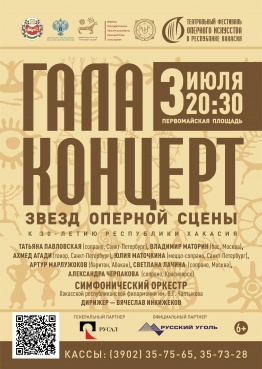 ТЕАТРАЛЬНЫЙ ФЕСТИВАЛЬ
ОПЕРНОГО ИСКУССТВА
В РЕСПУБЛИКЕ ХАКАСИЯ
ГАЛА
3 ИЮЛЯ
20:30
ПЕРВОМАЙСКАЯ ПЛОЩАДЬ
КОНЦЕРТ
ЗВЕЗД ОПЕРНОЙ СЦЕНЫ
К 30-ЛЕТИЮ РЕСПУБЛИКИ ХАКАСИЯ
ТАТЬЯНА ПАВЛОВСКАЯ (сопрано, Санкт-Петербург), ВЛАДИМИР МАТОРИН (бас, Москва),
АХМЕД АГАДИ (тенор, Санкт-Петербург), ЮЛИЯ МАТОЧКИНА (меццо-сопрано, Санкт-Петербург),
АРТУР МАРЛУЖОКОВ (баритон, Абакан), СВЕТЛАНА ЛАЧИНА (сопрано, Москва),
АЛЕКСАНДРА ЧЕРПАКОВА (сопрано, Красноярск)
СИМФОНИЧЕСКИЙ ОРКЕСТР
Хакасской республиканской филармонии им. В.Г. Чаптыкова
ДИРИЖЕР — ВЯЧЕСЛАВ ИНКИЖЕКОВ
ГЕНЕРАЛЬНЫЙ ПАРТНЕР
ОФИЦИАЛЬНЫЙ ПАРТНЕР
РУСАЛ
РУССКИЙ УГОЛЬ
6+
КАССЫ: (3902) 35-75-65, 35-73-28